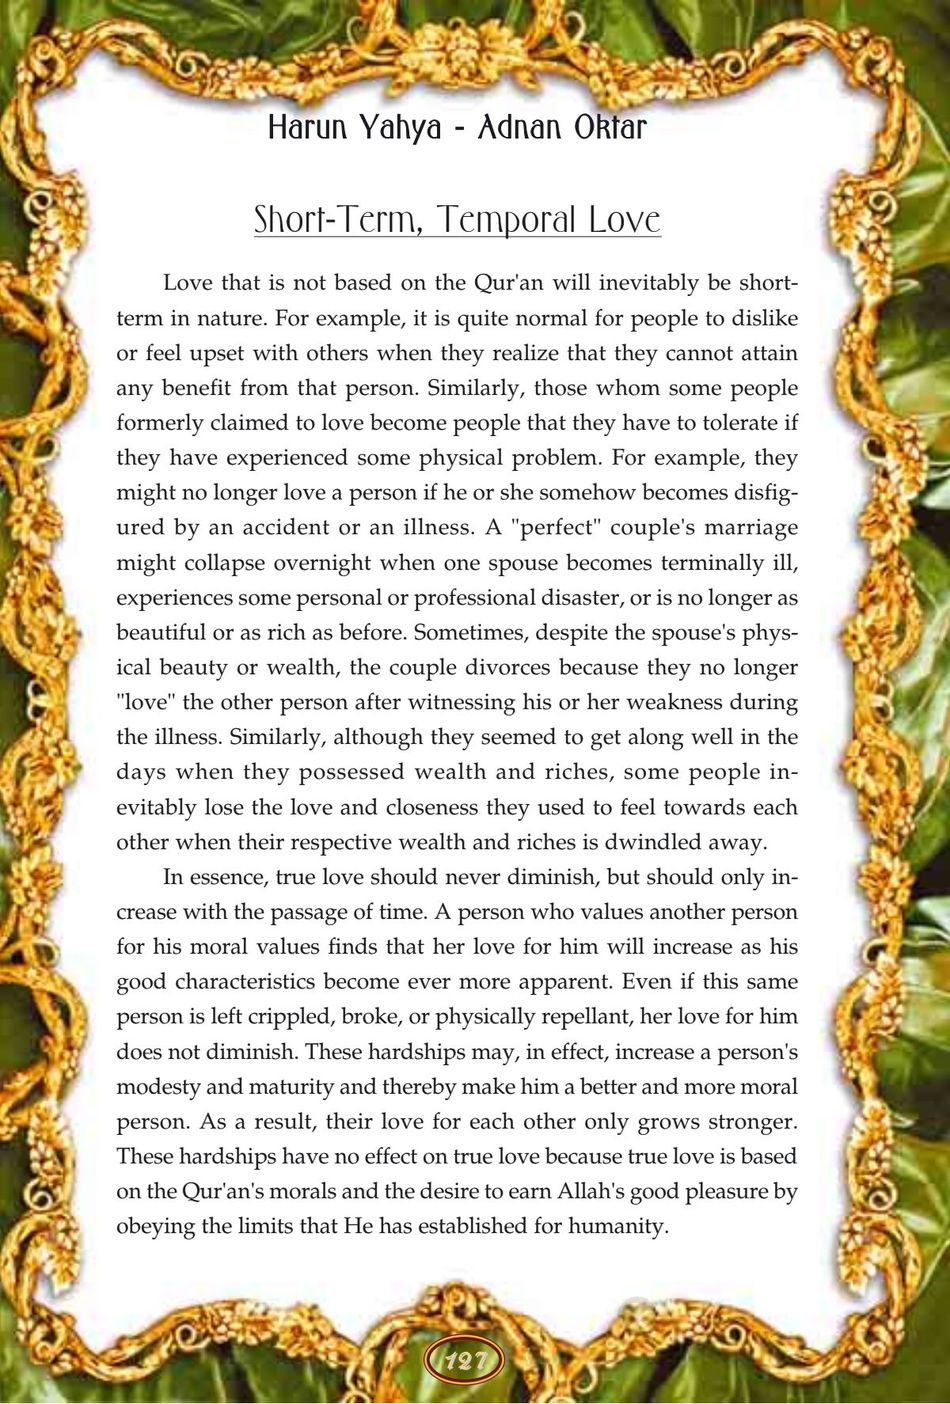 Harun Yahya - Adnan Oktar
Short-Term, Temporal Love
Love that is not based on the Qur'an will inevitably be short-
term in nature. For example, it is quite normal for people to dislike
or feel upset with others when they realize that they cannot attain
any benefit from that person. Similarly, those whom some people
formerly claimed to love become people that they have to tolerate if
they have experienced some physical problem. For example, they
might no longer love a person if he or she somehow becomes disfig-
ured by an accident or an illness. A "perfect" couple's marriage
might collapse overnight when one spouse becomes terminally ill,
experiences some personal or professional disaster, or is no longer as
beautiful or as rich as before. Sometimes, despite the spouse's phys-
ical beauty or wealth, the couple divorces because they no longer
"love" the other person after witnessing his or her weakness during
the illness. Similarly, although they seemed to get along well in the
days when they possessed wealth and riches, some people in-
evitably lose the love and closeness they used to feel towards each
other when their respective wealth and riches is dwindled away.
In essence, true love should never diminish, but should only in-
crease with the passage of time. A person who values another person
for his moral values finds that her love for him will increase as his
good characteristics become ever more apparent. Even if this same
person is left crippled, broke, or physically repellant, her love for him
does not diminish. These hardships may, in effect, increase a person's
modesty and maturity and thereby make him a better and more moral
person. As a result, their love for each other only grows stronger.
These hardships have no effect on true love because true love is based
on the Qur'an's morals and the desire to earn Allah's good pleasure by
obeying the limits that He has established for humanity.
127